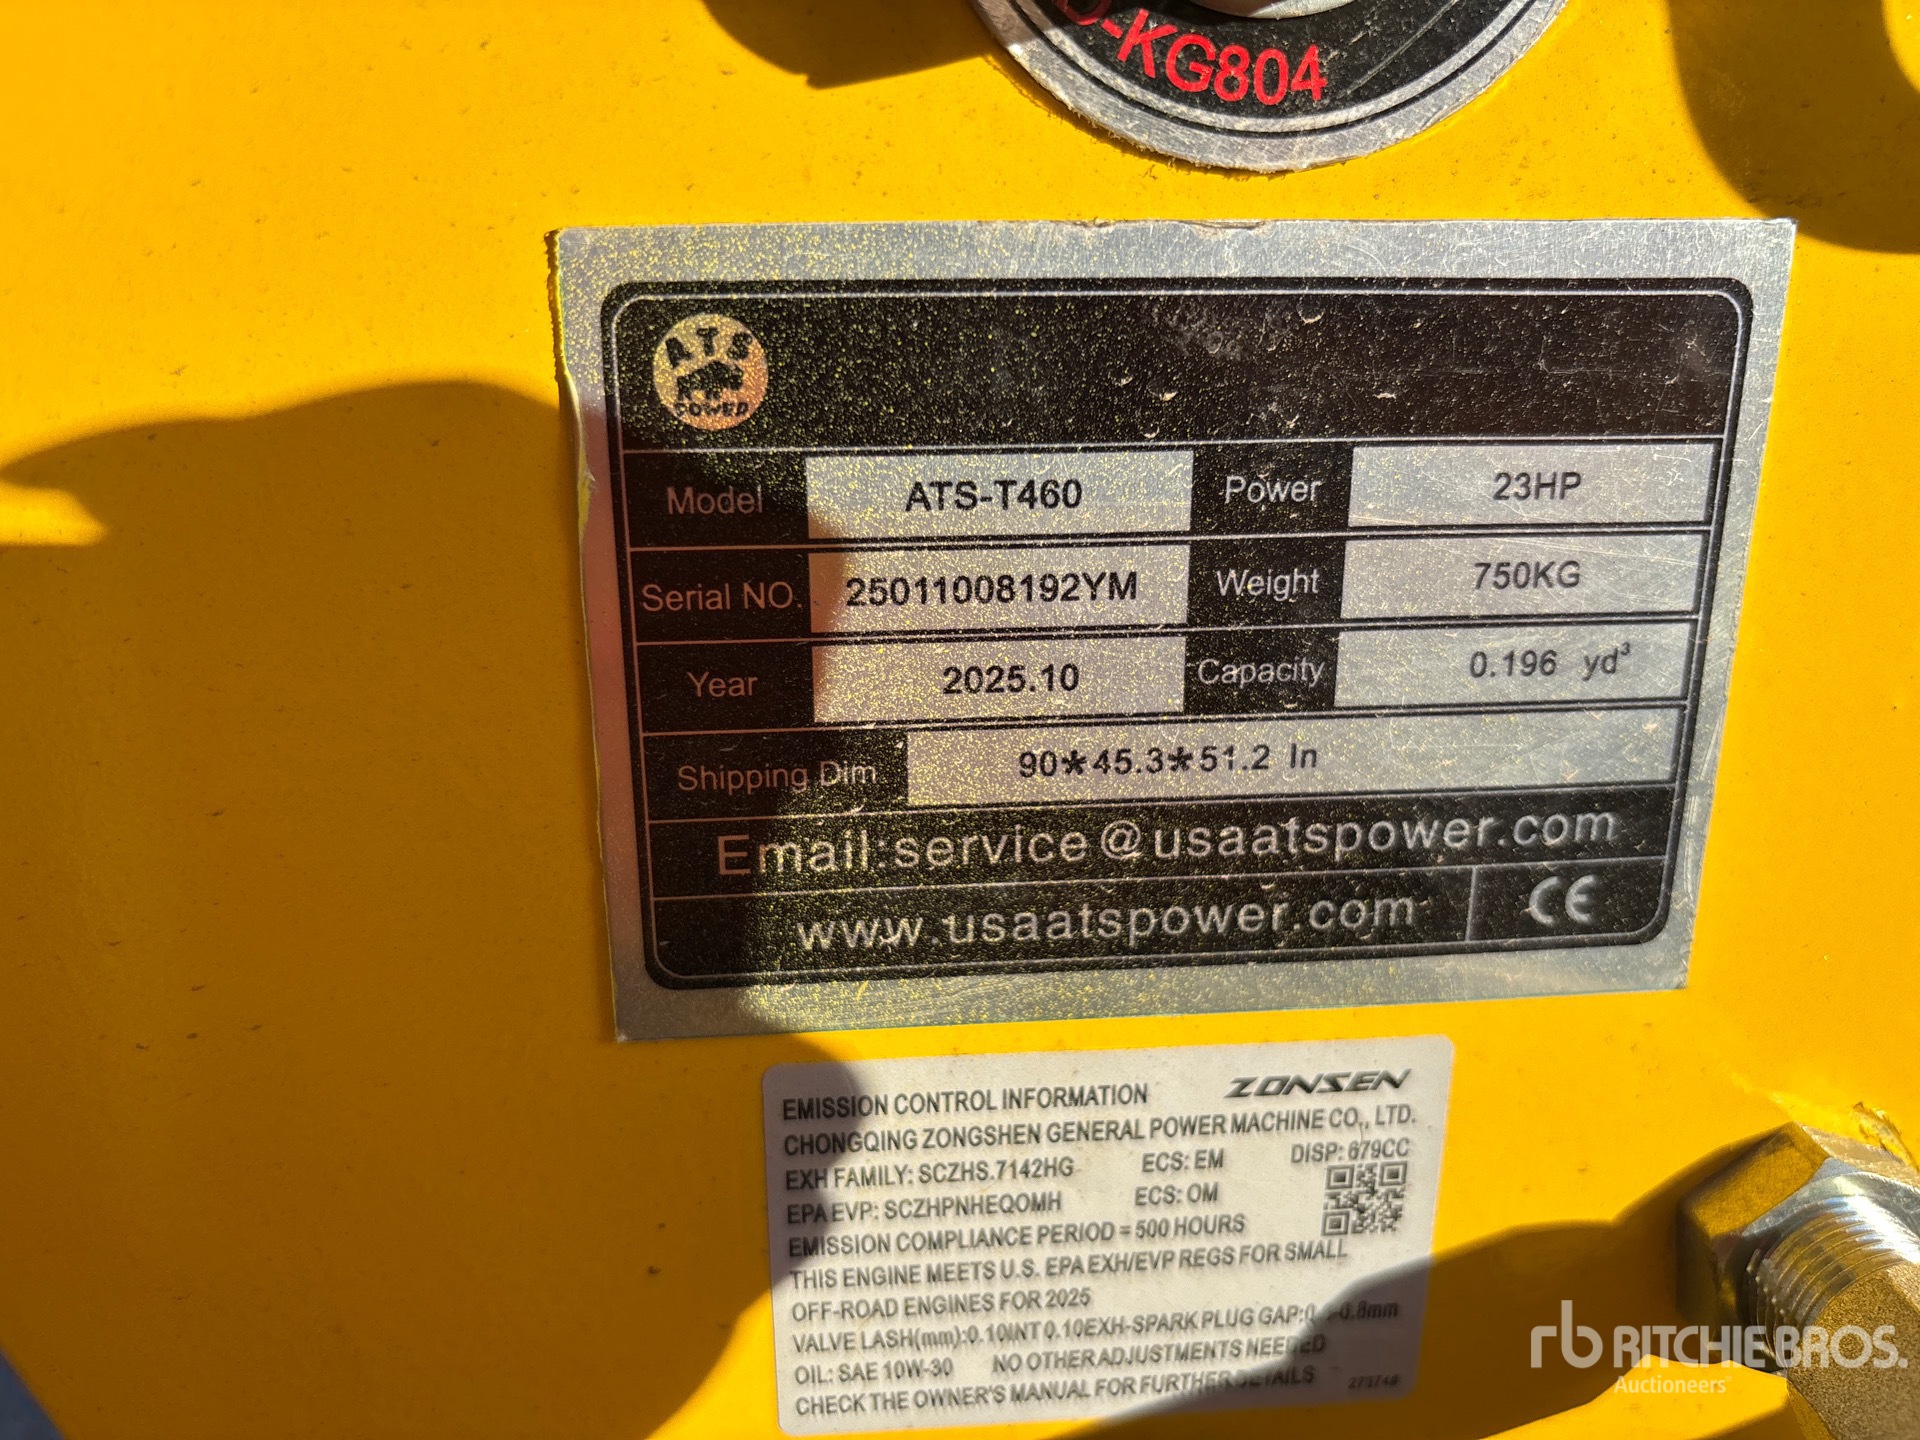 -KG804
ATS
POWER
Model ATS-T460 Power 23HP
Serial NO. 25011008192YM Weight 750KG
Year 2025.10 Capacity 0.196 yd³
Shipping Dim 90*45.3*51.2 In
Email:service@usaatspower.com
www.usaatspower.com CE
EMISSION CONTROL INFORMATION ZONSEN
CHONGQING ZONGSHEN GENERAL POWER MACHINE CO., LTD.
EXH FAMILY: SCZHS.7142HG ECS: EM DISP: 679CC
EPA EVP: SCZHPNHEQOMH ECS: OM
EMISSION COMPLIANCE PERIOD = 500 HOURS
THIS ENGINE MEETS U.S. EPA EXH/EVP REGS FOR SMALL
OFF-ROAD ENGINES FOR 2025
VALVE LASH(mm):0.10INT 0.10EXH-SPARK PLUG GAP: 0.8mm
OIL: SAE 10W-30 NO OTHER ADJUSTMENTS NEEDED
CHECK THE OWNER'S MANUAL FOR FURTHER DETAILS
rb RITCHIE BROS.
Auctioneers